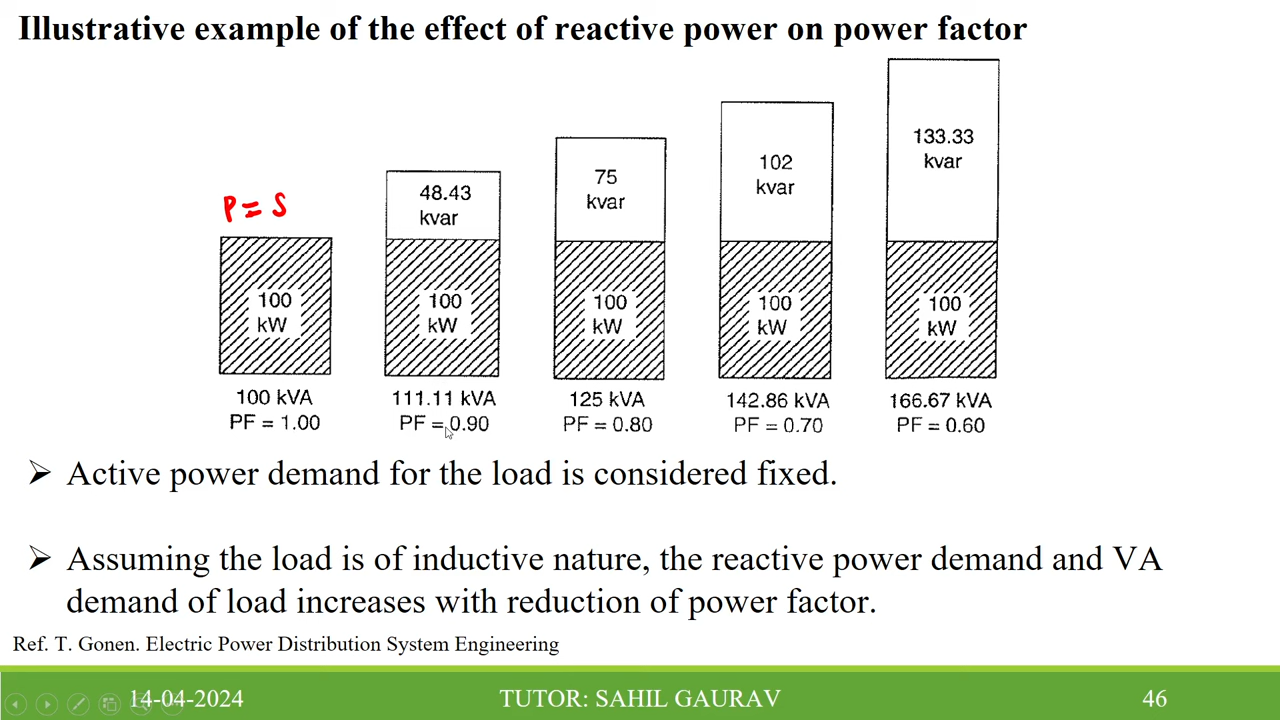 Illustrative example of the effect of reactive power on power factor
P = S
100
kW
100 kVA
PF = 1.00
48.43
kvar
100
kW
111.11 kVA
PF = 0.90
75
kvar
100
kW
125 kVA
PF = 0.80
102
kvar
100
kW
142.86 kVA
PF = 0.70
133.33
kvar
100
kW
166.67 kVA
PF = 0.60
➢ Active power demand for the load is considered fixed.
➢ Assuming the load is of inductive nature, the reactive power demand and VA
demand of load increases with reduction of power factor.
Ref. T. Gonen. Electric Power Distribution System Engineering
14-04-2024
TUTOR: SAHIL GAURAV
46